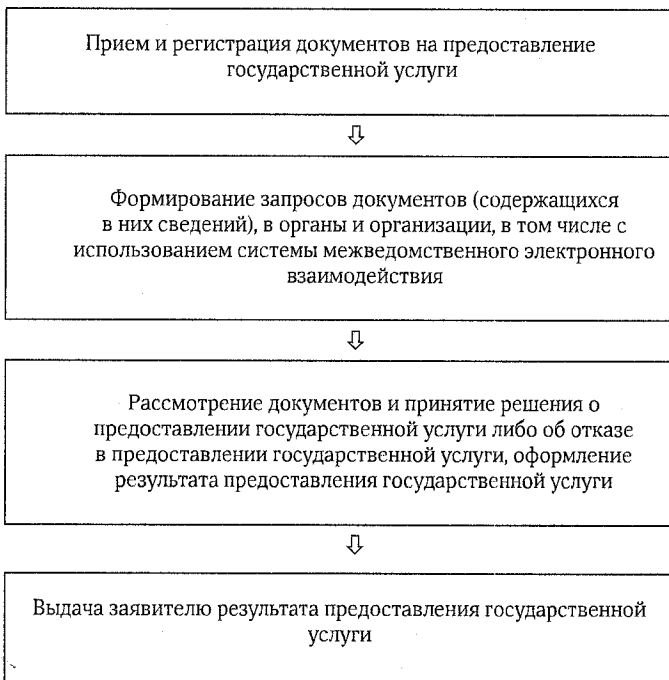 Прием и регистрация документов на предоставление
государственной услуги
Формирование запросов документов (содержащихся
в них сведений), в органы и организации, в том числе с
использованием системы межведомственного электронного
взаимодействия
Рассмотрение документов и принятие решения о
предоставлении государственной услуги либо об отказе
в предоставлении государственной услуги, оформление
результата предоставления государственной услуги
Выдача заявителю результата предоставления государственной
услуги